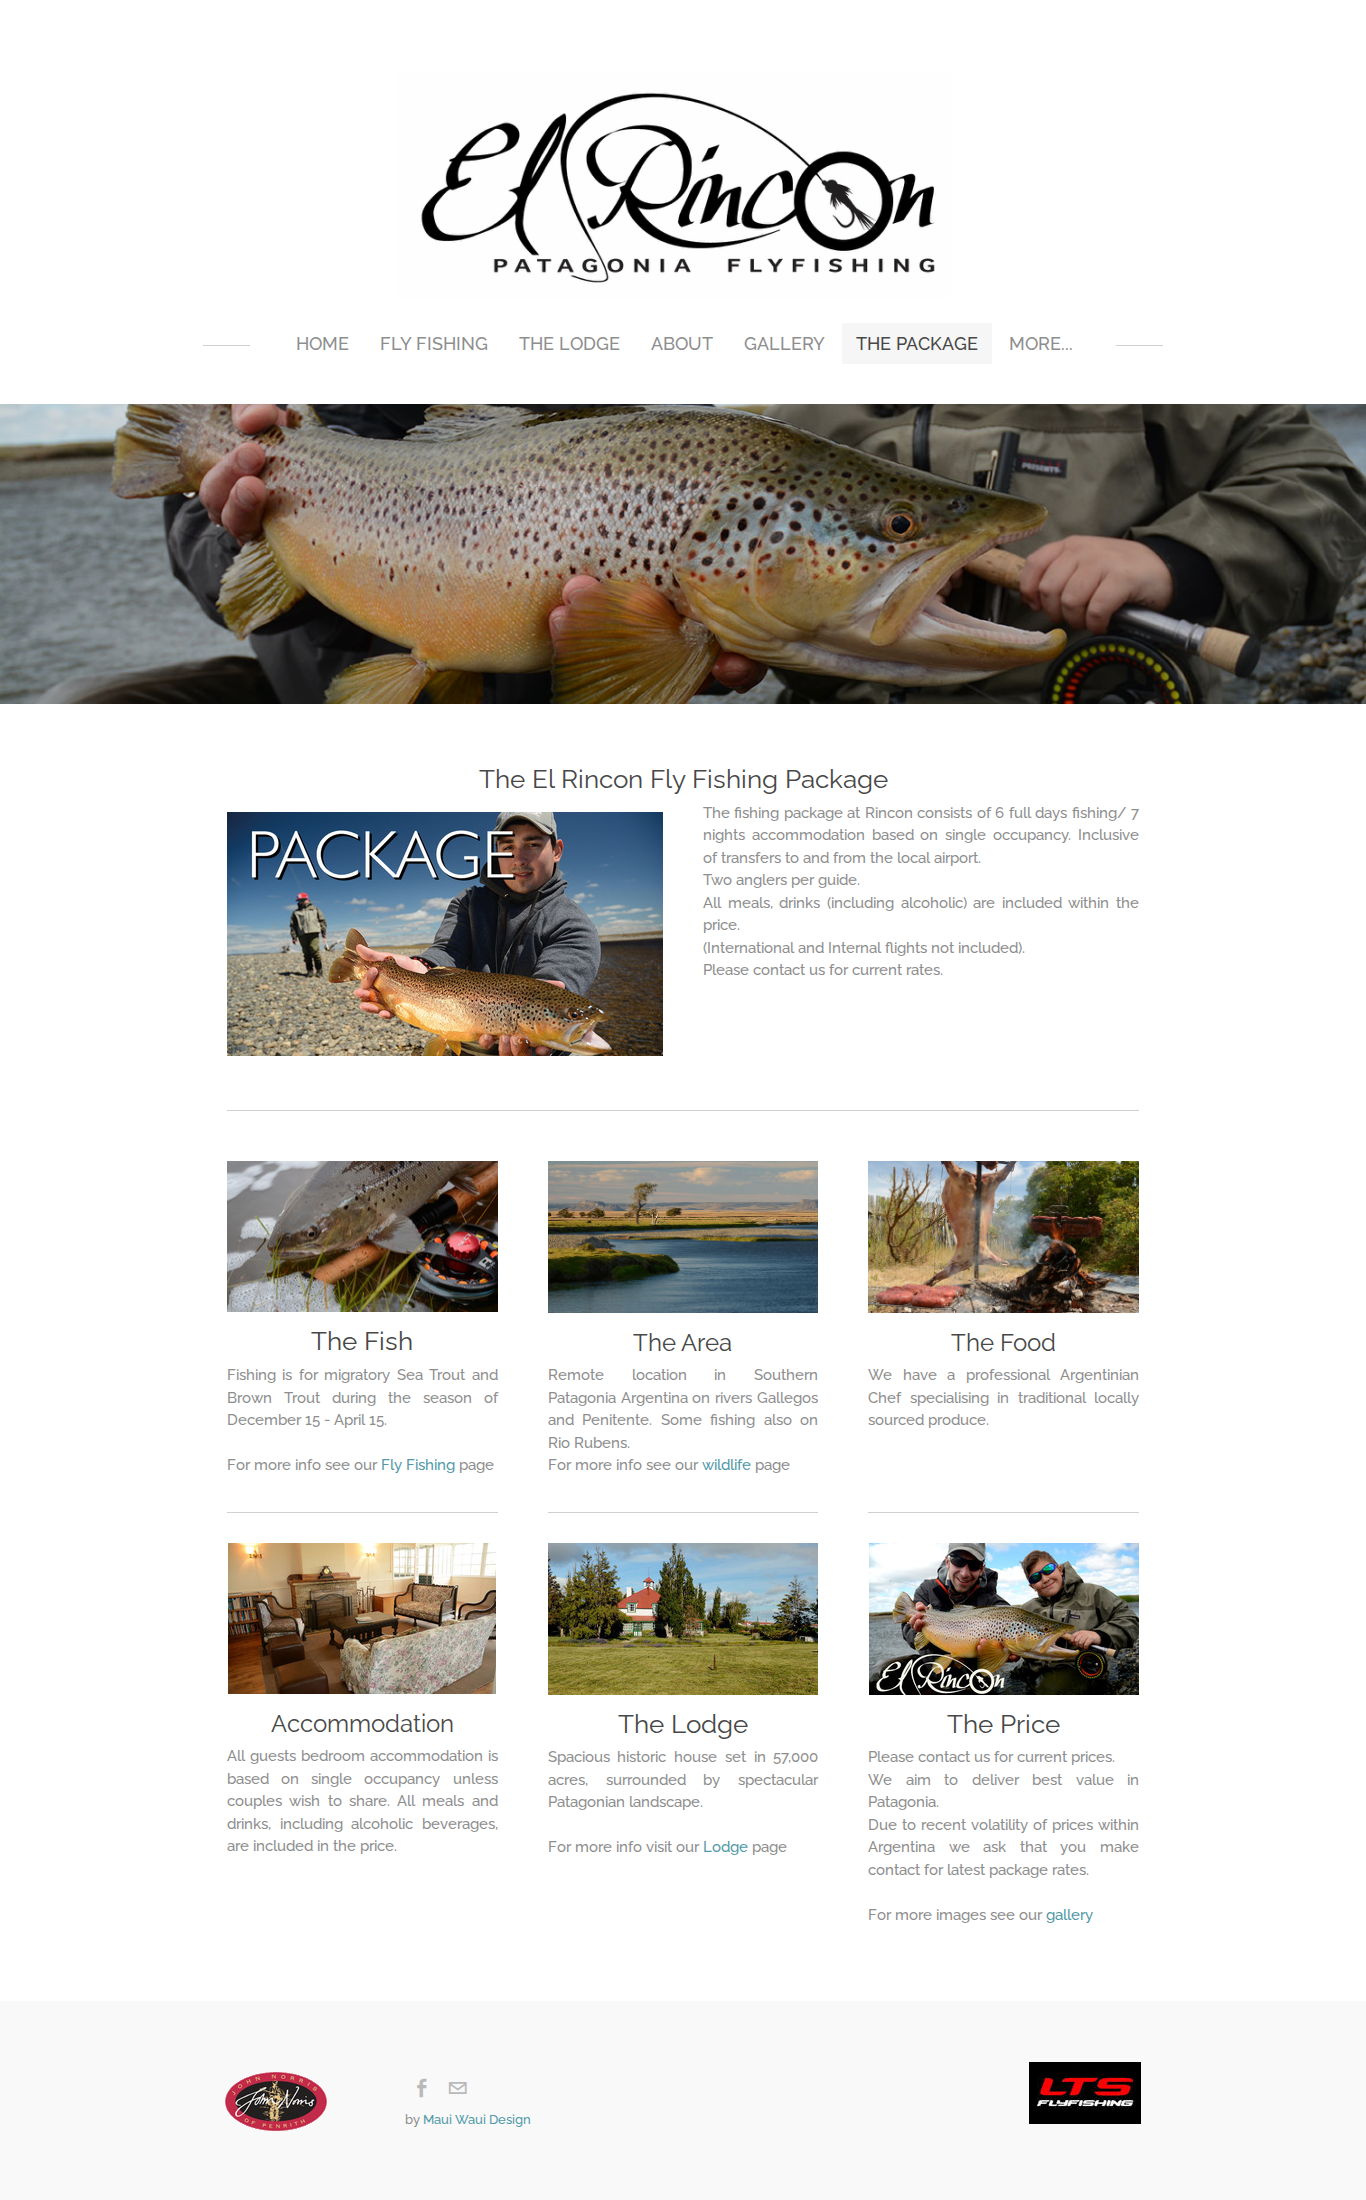 El Rincon
PATAGONIA FLYFISHING
HOME FLY FISHING THE LODGE ABOUT GALLERY THE PACKAGE MORE...
PRESENTS
The El Rincon Fly Fishing Package
PACKAGE
The fishing package at Rincon consists of 6 full days fishing/ 7
nights accommodation based on single occupancy. Inclusive
of transfers to and from the local airport.
Two anglers per guide.
All meals, drinks (including alcoholic) are included within the
price.
(International and Internal flights not included).
Please contact us for current rates.
The Fish
Fishing is for migratory Sea Trout and
Brown Trout during the season of
December 15 - April 15.
For more info see our Fly Fishing page
The Area
Remote location in Southern
Patagonia Argentina on rivers Gallegos
and Penitente. Some fishing also on
Rio Rubens.
For more info see our wildlife page
The Food
We have a professional Argentinian
Chef specialising in traditional locally
sourced produce.
Accommodation
All guests bedroom accommodation is
based on single occupancy unless
couples wish to share. All meals and
drinks, including alcoholic beverages,
are included in the price.
The Lodge
Spacious historic house set in 57,000
acres, surrounded by spectacular
Patagonian landscape.
For more info visit our Lodge page
El Rincon
The Price
Please contact us for current prices.
We aim to deliver best value in
Patagonia.
Due to recent volatility of prices within
Argentina we ask that you make
contact for latest package rates.
For more images see our gallery
JOHN NORRIS
John Norris
OF PENRITH
by Maui Waui Design
LTS
FLYFISHING